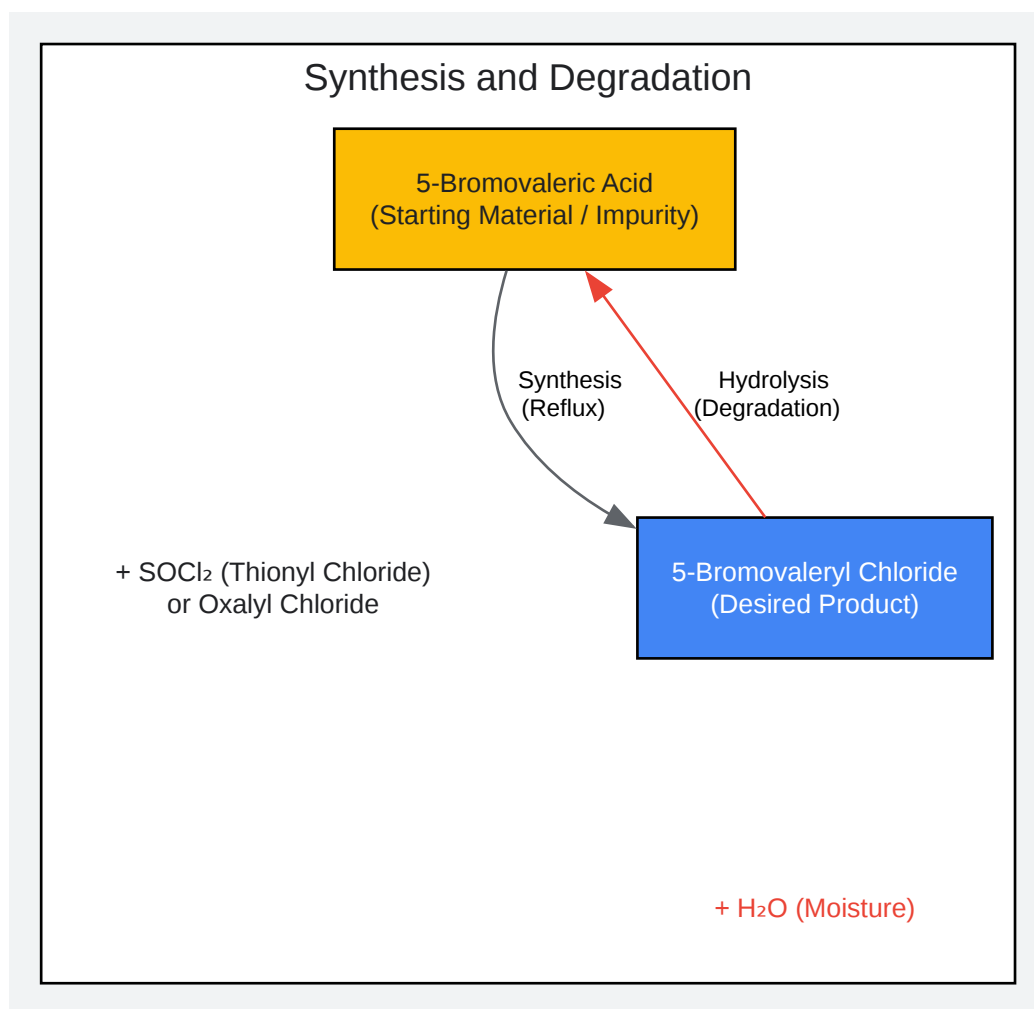 Synthesis and Degradation
5-Bromovaleric Acid
(Starting Material / Impurity)
Synthesis
(Reflux)
Hydrolysis
(Degradation)
+ SOCl₂ (Thionyl Chloride)
or Oxalyl Chloride
5-Bromovaleryl Chloride
(Desired Product)
+ H₂O (Moisture)